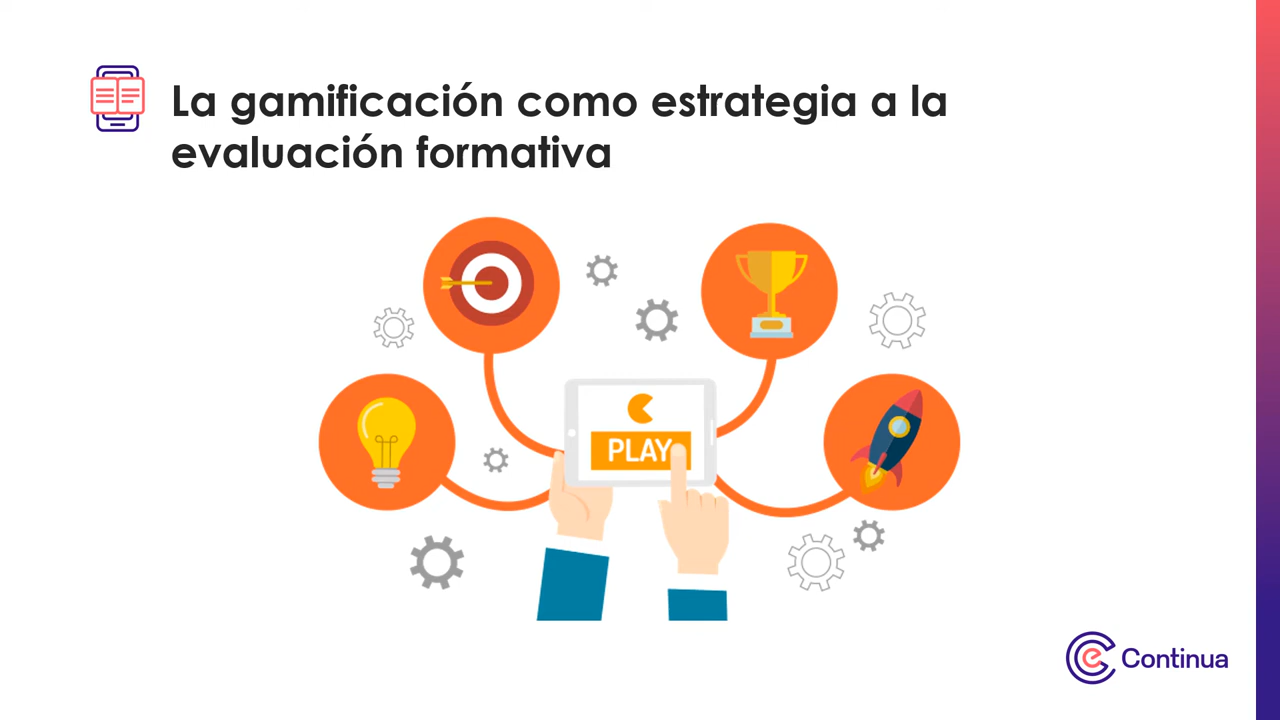 La gamificación como estrategia a la
evaluación formativa
PLAY
e Continua